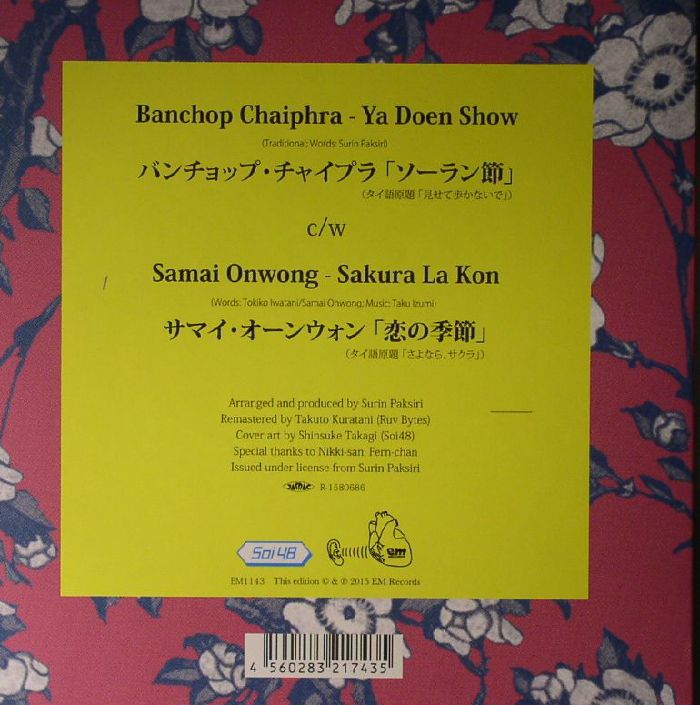 Banchop Chaiphra - Ya Doen Show
(Traditional; Words: Surin Paksiri)
バンチョップ・チャイプラ「ソーラン節」
(タイ語原題「見せて歩かないで」)
c/w
Samai Onwong - Sakura La Kon
(Words: Tokiko Iwatani/Samai Onwong; Music: Taku Izumi)
サマイ・オーンウォン「恋の季節」
(タイ語原題「さよなら、サクラ」)
Arranged and produced by Surin Paksiri
Remastered by Takuto Kuratani (Ruv Bytes)
Cover art by Shinsuke Takagi (Soi48)
Special thanks to Nikki-san, Fern-chan
Issued under license from Surin Paksiri
R-1580686
Soi48
em
EM1143 This edition © & ℗ 2015 EM Records
4 560283 217435